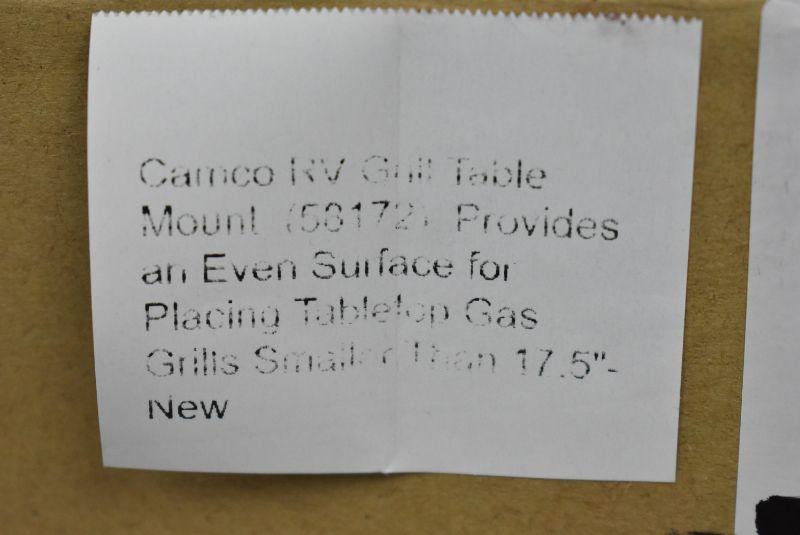 Camco RV Grill Table
Mount (58172) Provides
an Even Surface for
Placing Tabletop Gas
Grills Smaller Than 17.5"-
New